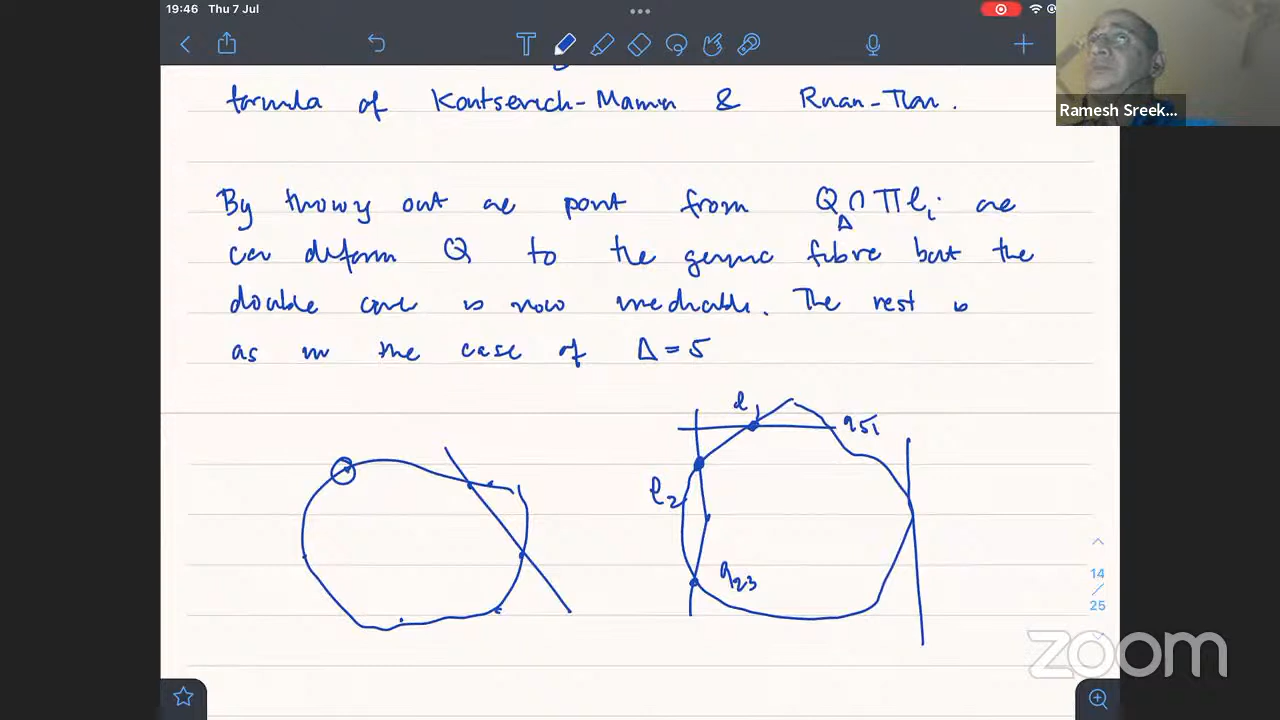 19:46 Thu 7 Jul
formula of Kontsevich-Manin & Ruan-Tian.
By throwy out one point from Q_Δ ∩ Πℓ_i. one
can deform Q to the generic fibre but the
double cover is now irreducible. The rest is
as in the case of Δ = 5
ℓ_1
q_51
ℓ_2
q_23
14
/
25
Ramesh Sreek...
zoom